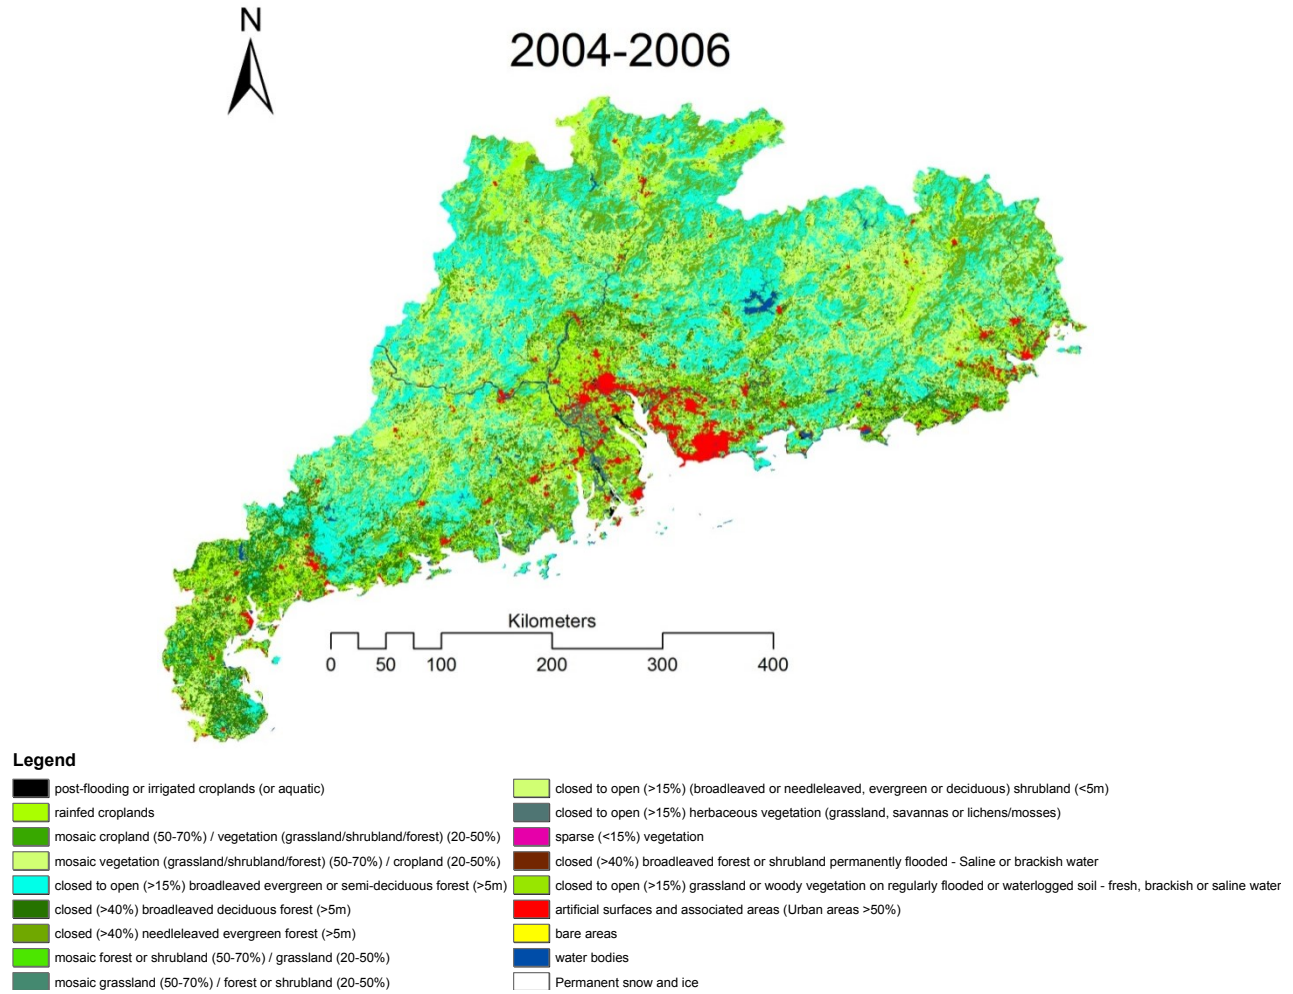 N
2004-2006
Kilometers
0 50 100 200 300 400
Legend
post-flooding or irrigated croplands (or aquatic)
rainfed croplands
mosaic cropland (50-70%) / vegetation (grassland/shrubland/forest) (20-50%)
mosaic vegetation (grassland/shrubland/forest) (50-70%) / cropland (20-50%)
closed to open (>15%) broadleaved evergreen or semi-deciduous forest (>5m)
closed (>40%) broadleaved deciduous forest (>5m)
closed (>40%) needleleaved evergreen forest (>5m)
mosaic forest or shrubland (50-70%) / grassland (20-50%)
mosaic grassland (50-70%) / forest or shrubland (20-50%)
closed to open (>15%) (broadleaved or needleleaved, evergreen or deciduous) shrubland (<5m)
closed to open (>15%) herbaceous vegetation (grassland, savannas or lichens/mosses)
sparse (<15%) vegetation
closed (>40%) broadleaved forest or shrubland permanently flooded - Saline or brackish water
closed to open (>15%) grassland or woody vegetation on regularly flooded or waterlogged soil - fresh, brackish or saline water
artificial surfaces and associated areas (Urban areas >50%)
bare areas
water bodies
Permanent snow and ice